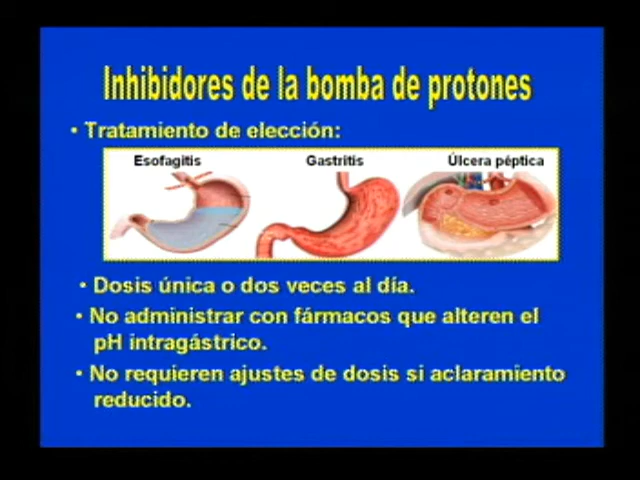 Inhibidores de la bomba de protones
• Tratamiento de elección:
Esofagitis Gastritis Úlcera péptica
• Dosis única o dos veces al día.
• No administrar con fármacos que alteren el
pH intragástrico.
• No requieren ajustes de dosis si aclaramiento
reducido.